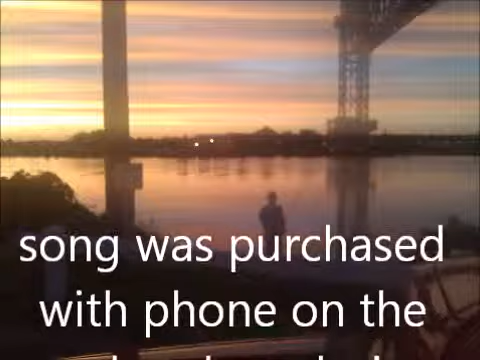 song was purchased
with phone on the